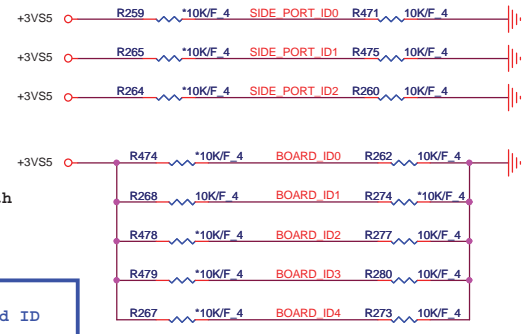 +3VS5 R259 *10K/F_4 SIDE_PORT_ID0 R471 10K/F_4
+3VS5 R265 *10K/F_4 SIDE_PORT_ID1 R475 10K/F_4
+3VS5 R264 *10K/F_4 SIDE_PORT_ID2 R260 10K/F_4
+3VS5 R474 *10K/F_4 BOARD_ID0 R262 10K/F_4
R268 10K/F_4 BOARD_ID1 R274 *10K/F_4
R478 *10K/F_4 BOARD_ID2 R277 10K/F_4
R479 *10K/F_4 BOARD_ID3 R280 10K/F_4
d ID
R267 *10K/F_4 BOARD_ID4 R273 10K/F_4